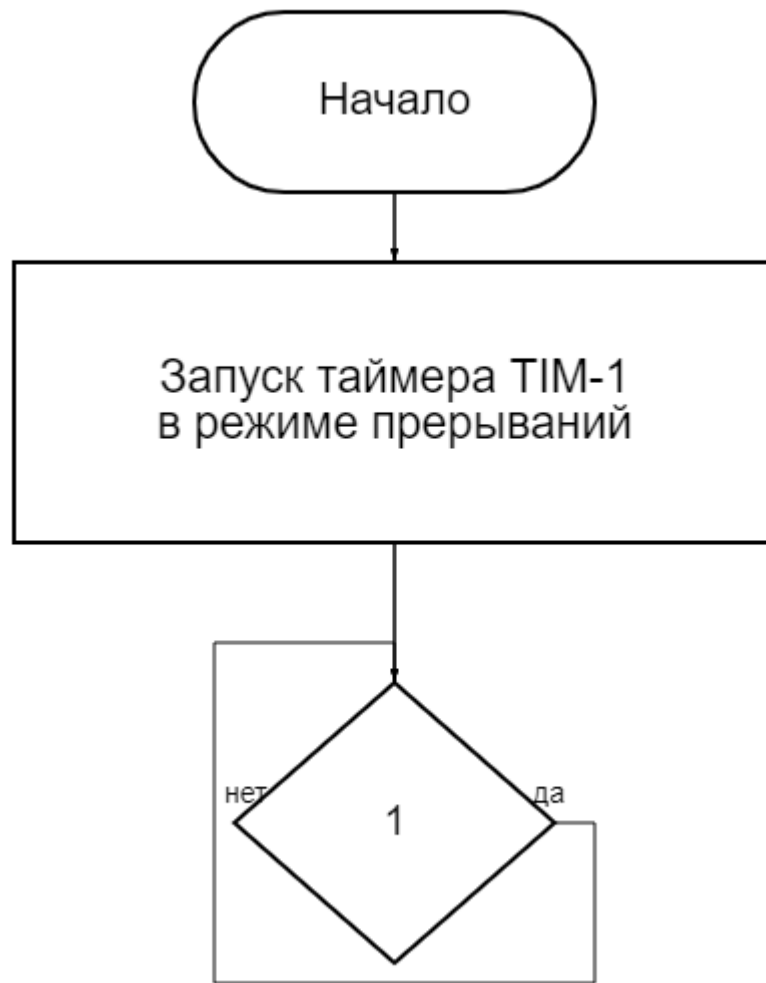 Начало
Запуск таймера TIM-1
в режиме прерываний
нет
да
1